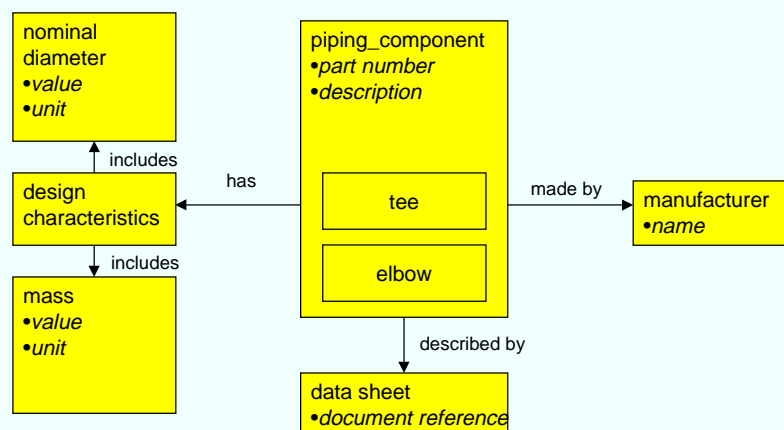 nominal
diameter
•value
•unit
includes
design
characteristics
includes
mass
•value
•unit
has
piping_component
•part number
•description
tee
elbow
made by
manufacturer
•name
described by
data sheet
•document reference